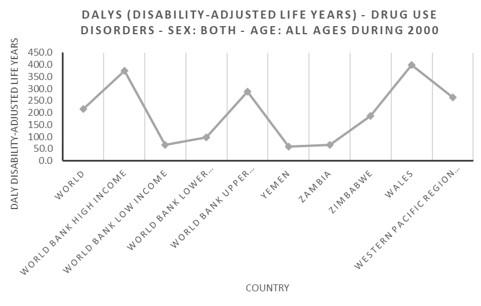 DALYS (DISABILITY-ADJUSTED LIFE YEARS) - DRUG USE
DISORDERS - SEX: BOTH - AGE: ALL AGES DURING 2000
DALY DISABILITY-ADJUSTED LIFE YEARS
450.0
400.0
350.0
300.0
250.0
200.0
150.0
100.0
50.0
0.0
WORLD
WORLD BANK HIGH INCOME
WORLD BANK LOW INCOME
WORLD BANK LOWER...
WORLD BANK UPPER...
YEMEN
ZAMBIA
ZIMBABWE
WALES
WESTERN PACIFIC REGION...
COUNTRY